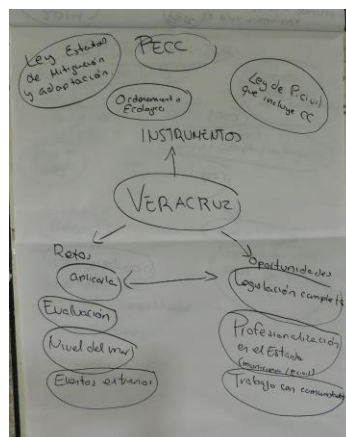 Ley Estatal
de Mitigación
y adaptación
PECC
Ordenamiento
Ecológico
Ley de P. civil
que incluye CC
INSTRUMENTOS
VERACRUZ
Retos
aplicarla
Evaluación
Nivel del mar
Eventos extremos
Oportunidades
Legislación completa
Profesionalización
en el Estado
Trabajo con comunidades